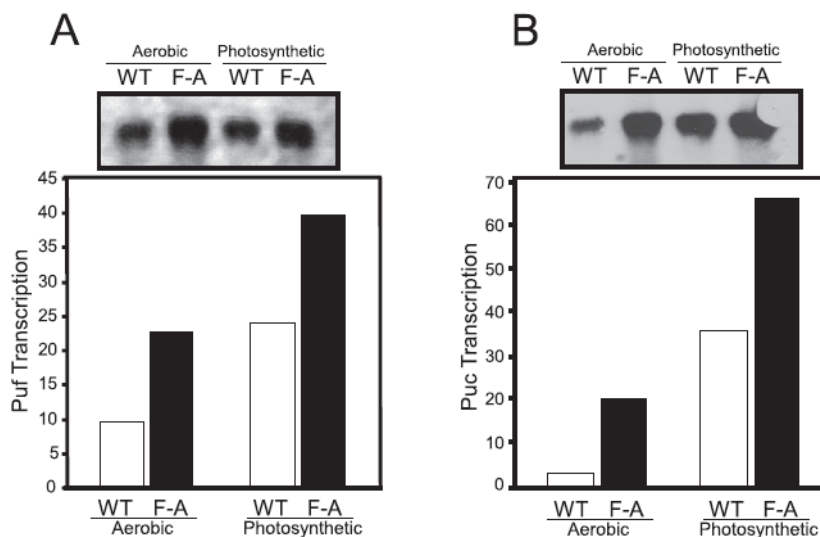 A
Aerobic Photosynthetic
WT F-A WT F-A
45
40
35
30
25
20
15
10
5
0
Puf Transcription
WT F-A WT F-A
Aerobic Photosynthetic
B
Aerobic Photosynthetic
WT F-A WT F-A
70
60
50
40
30
20
10
0
Puc Transcription
WT F-A WT F-A
Aerobic Photosynthetic